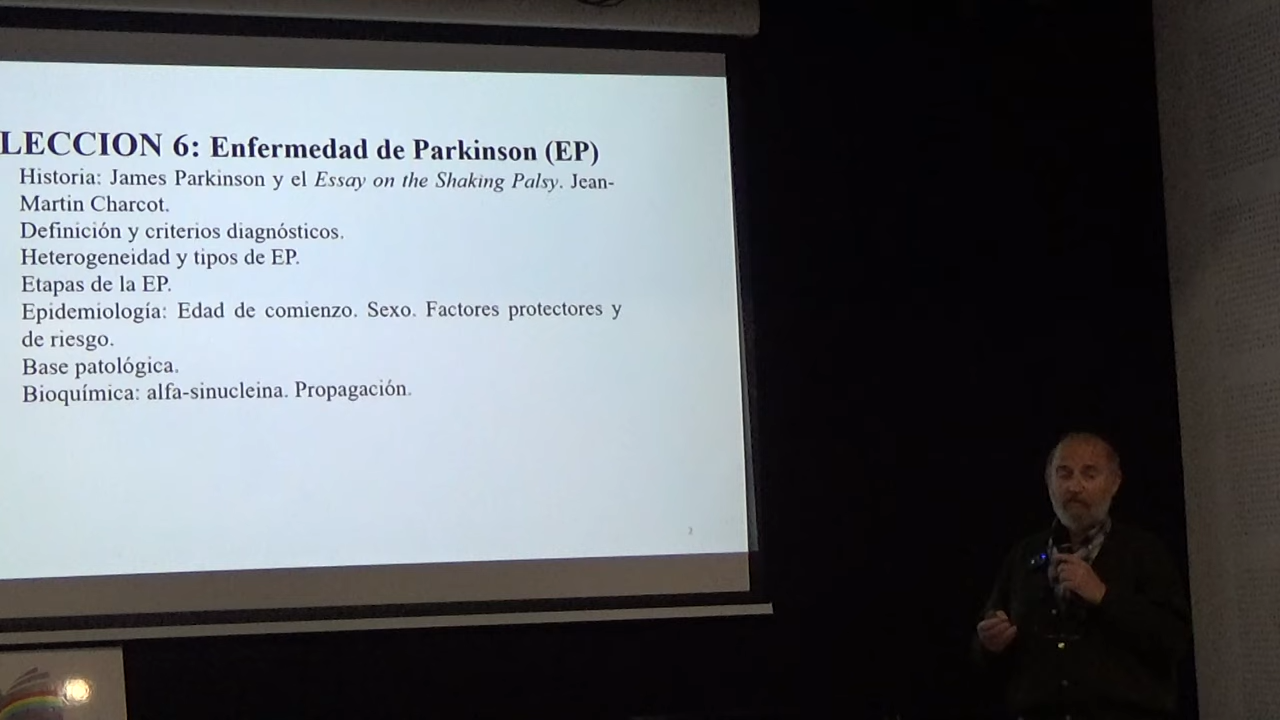 LECCION 6: Enfermedad de Parkinson (EP)
Historia: James Parkinson y el Essay on the Shaking Palsy. Jean-
Martin Charcot.
Definición y criterios diagnósticos.
Heterogeneidad y tipos de EP.
Etapas de la EP.
Epidemiología: Edad de comienzo. Sexo. Factores protectores y
de riesgo.
Base patológica.
Bioquímica: alfa-sinucleina. Propagación.